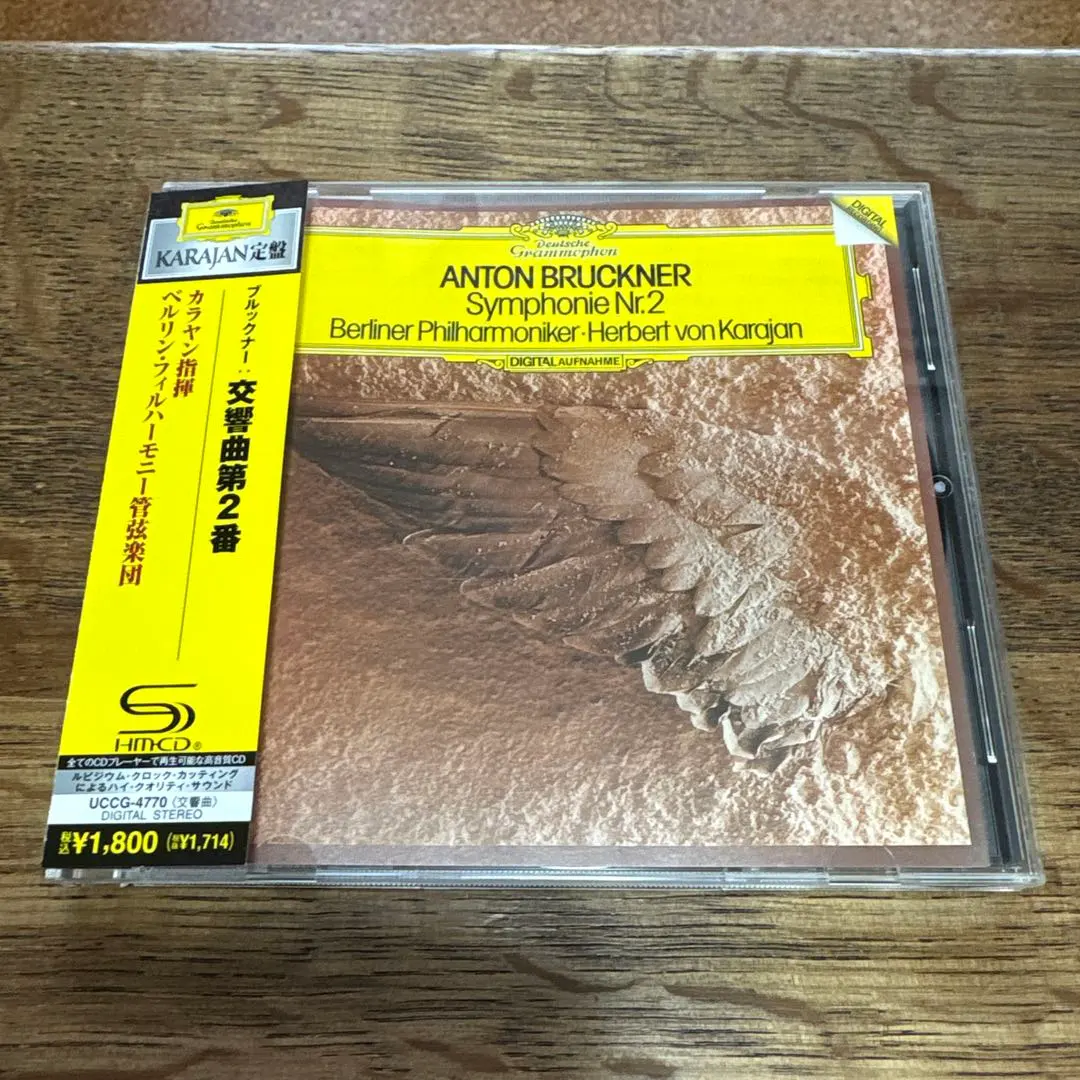 Deutsche
Grammophon
KARAJAN定盤
ブルックナー:交響曲第2番
カラヤン指揮
ベルリン・フィルハーモニー管弦楽団
SHM-CD®
全てのCDプレーヤーで再生可能な高音質CD
ルビジウム・クロック・カッティング
によるハイ・クオリティ・サウンド
UCCG-4770〈交響曲〉
DIGITAL STEREO
税込¥1,800(税抜¥1,714)
Deutsche
Grammophon
ANTON BRUCKNER
Symphonie Nr.2
Berliner Philharmoniker·Herbert von Karajan
DIGITAL AUFNAHME
DIGITAL